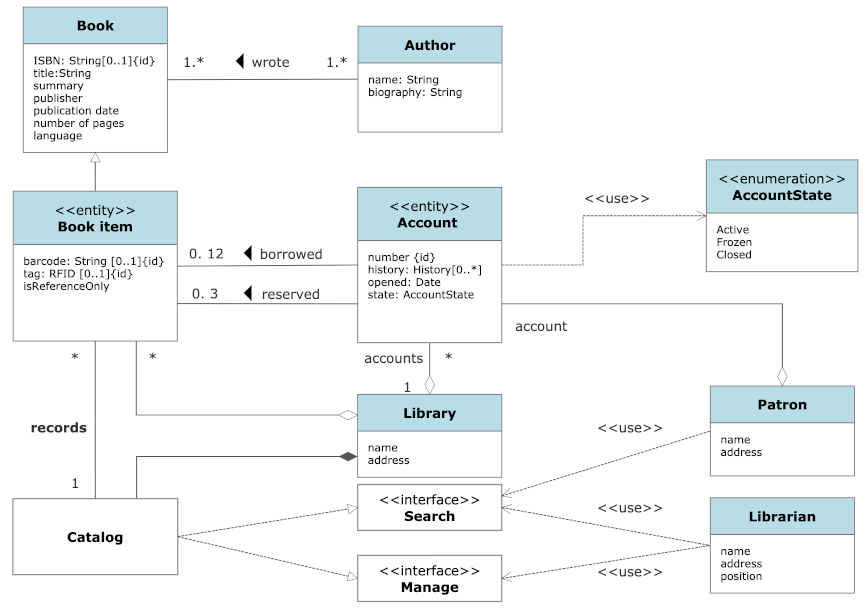 Book
ISBN: String[0..1]{id}
title:String
summary
publisher
publication date
number of pages
language
1.*
wrote
1.*
Author
name: String
biography: String
<<entity>>
Book item
barcode: String [0..1]{id}
tag: RFID [0..1]{id}
isReferenceOnly
0. 12
borrowed
0. 3
reserved
<<entity>>
Account
number {id}
history: History[0..*]
opened: Date
state: AccountState
<<use>>
<<enumeration>>
AccountState
Active
Frozen
Closed
account
accounts
*
1
*
*
records
1
Library
name
address
Patron
name
address
<<use>>
Catalog
<<interface>>
Search
<<interface>>
Manage
<<use>>
<<use>>
Librarian
name
address
position